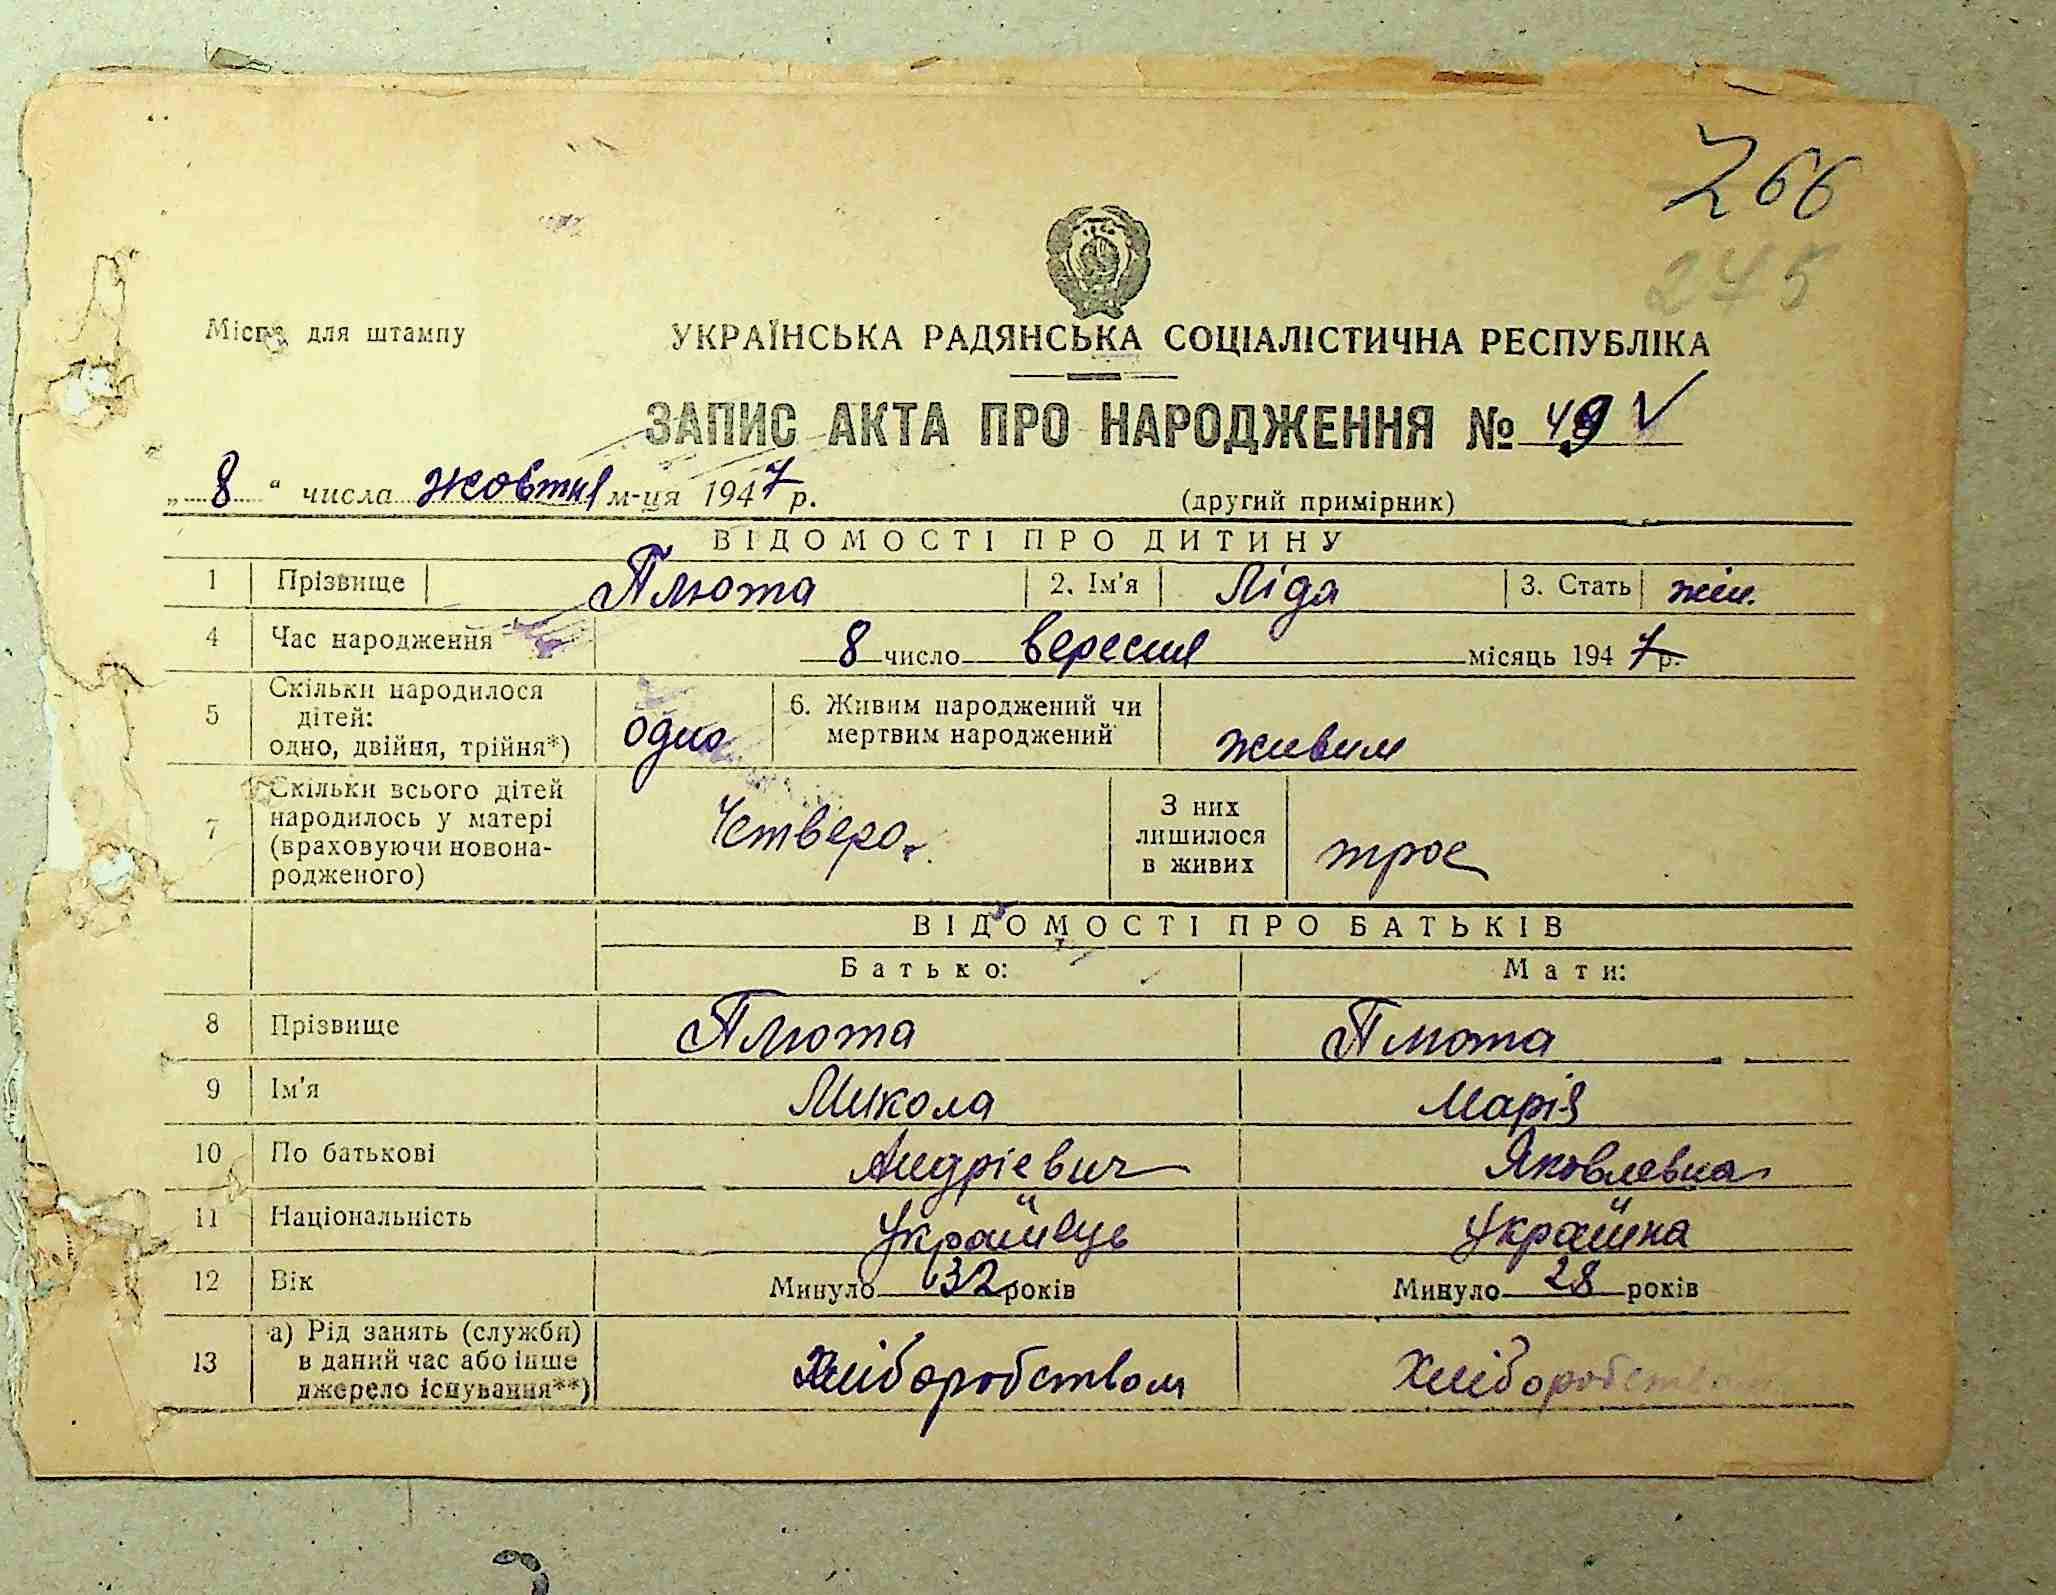 266
245
Місце для штампу
УКРАЇНСЬКА РАДЯНСЬКА СОЦІАЛІСТИЧНА РЕСПУБЛІКА
ЗАПИС АКТА ПРО НАРОДЖЕННЯ № 49 V
„ 8 " числа жовтня м-ця 1947 р.
(другий примірник)
ВІДОМОСТІ ПРО ДИТИНУ
1 Прізвище Плюта 2. Ім'я Ліда 3. Стать жін.
4 Час народження 8 число вересня місяць 1947 р.
5 Скільки народилося дітей: одно, двійня, трійня*) одно 6. Живим народжений чи мертвим народжений живим
7 Скільки всього дітей народилось у матері (враховуючи новонародженого) Четверо. З них лишилося в живих троє
ВІДОМОСТІ ПРО БАТЬКІВ
Батько: Мати:
8 Прізвище Плюта Плюта
9 Ім'я Микола Марія
10 По батькові Андрієвич Яковлевна
11 Національність Українець Українка
12 Вік Минуло 32 років Минуло 28 років
13 а) Рід занять (служби) в даний час або інше джерело існування**) Хліборобством Хліборобством